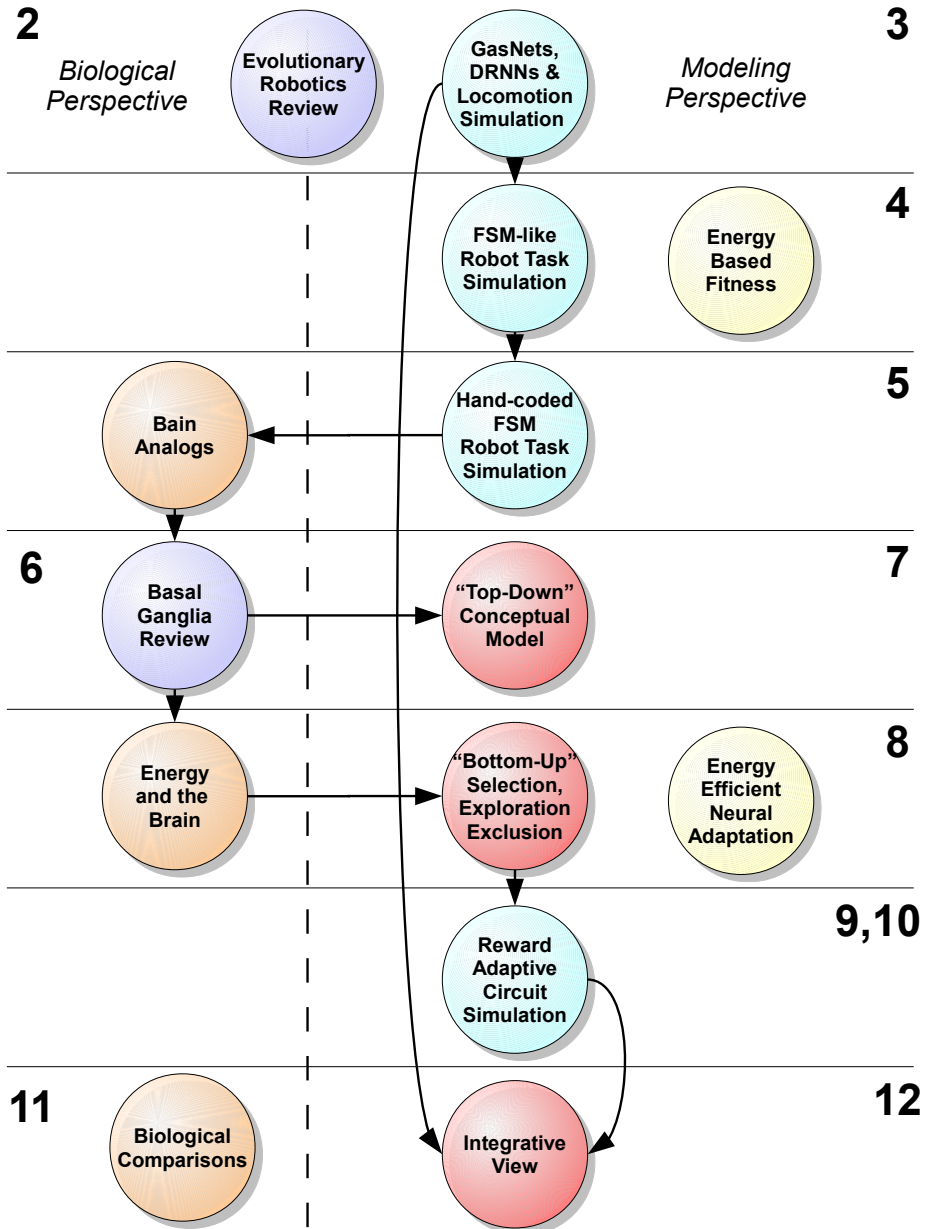 2
Biological
Perspective
Evolutionary
Robotics
Review
GasNets,
DRNNs &
Locomotion
Simulation
Modeling
Perspective
3
FSM-like
Robot Task
Simulation
Energy
Based
Fitness
4
Bain
Analogs
Hand-coded
FSM
Robot Task
Simulation
5
6
Basal
Ganglia
Review
“Top-Down”
Conceptual
Model
7
Energy
and the
Brain
“Bottom-Up”
Selection,
Exploration
Exclusion
Energy
Efficient
Neural
Adaptation
8
Reward
Adaptive
Circuit
Simulation
9,10
11
Biological
Comparisons
Integrative
View
12